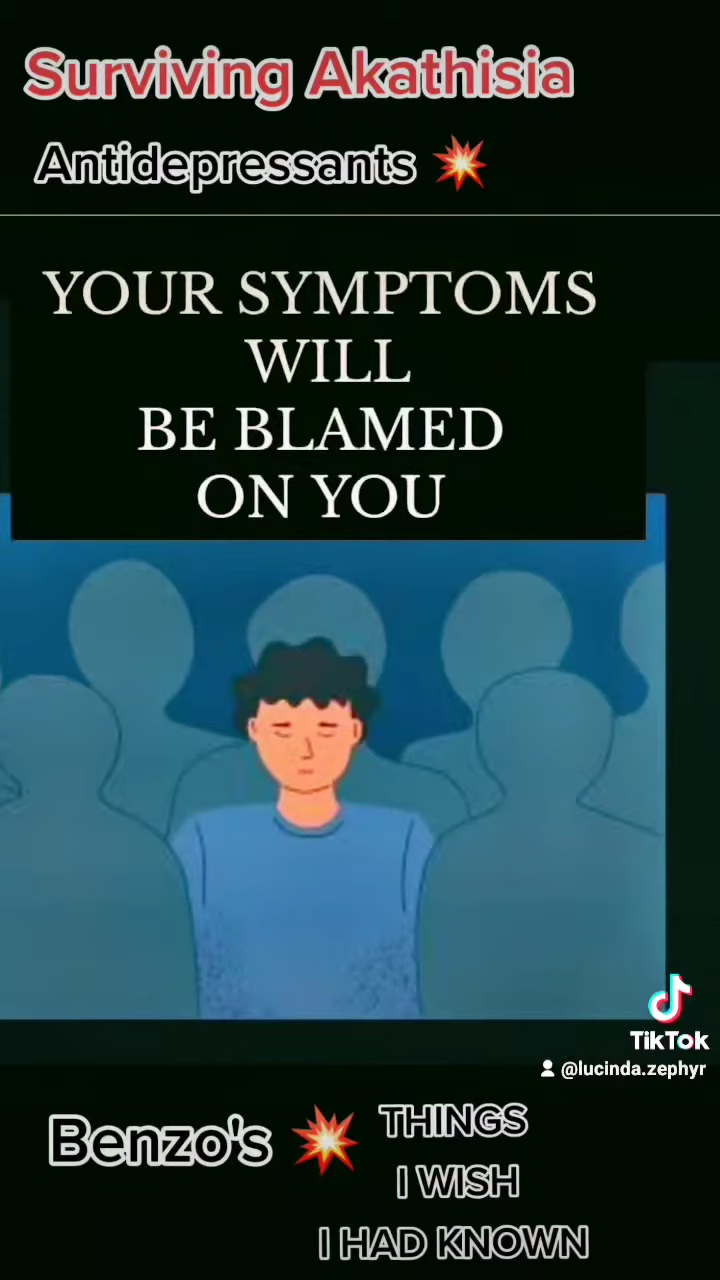 Surviving Akathisia
Antidepressants 💥
YOUR SYMPTOMS
WILL
BE BLAMED
ON YOU
TikTok
@lucinda.zephyr
Benzo's 💥
THINGS
I WISH
I HAD KNOWN